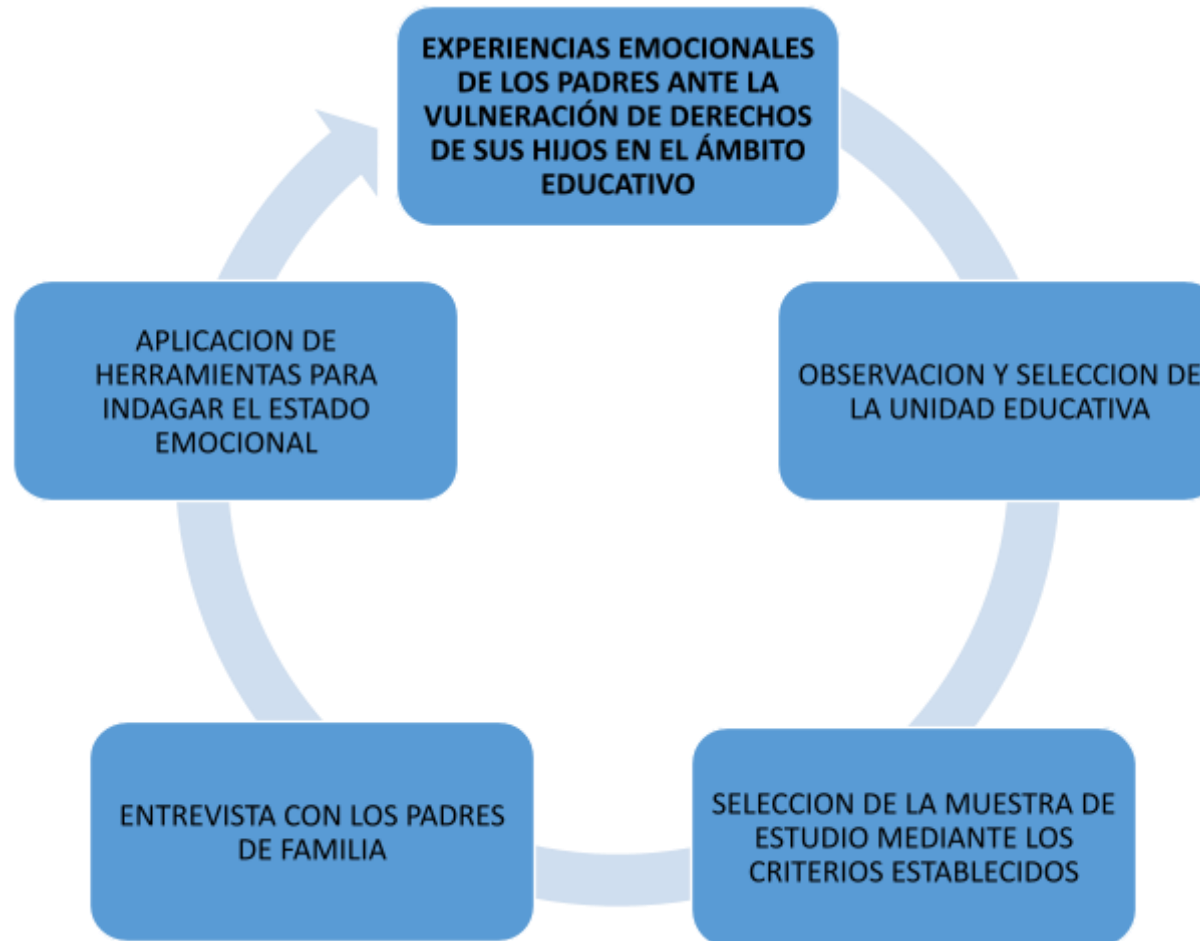 EXPERIENCIAS EMOCIONALES
DE LOS PADRES ANTE LA
VULNERACIÓN DE DERECHOS
DE SUS HIJOS EN EL ÁMBITO
EDUCATIVO
OBSERVACION Y SELECCION DE
LA UNIDAD EDUCATIVA
SELECCION DE LA MUESTRA DE
ESTUDIO MEDIANTE LOS
CRITERIOS ESTABLECIDOS
ENTREVISTA CON LOS PADRES
DE FAMILIA
APLICACION DE
HERRAMIENTAS PARA
INDAGAR EL ESTADO
EMOCIONAL